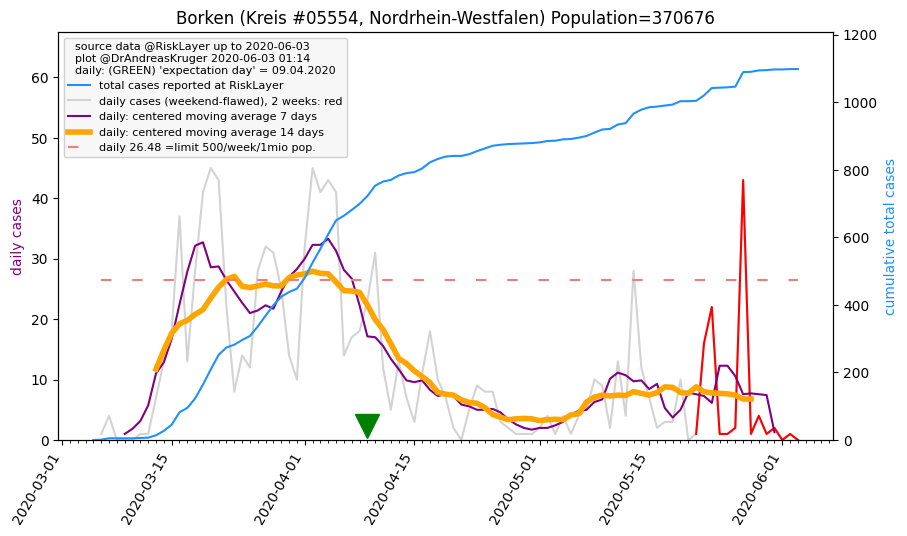 Borken (Kreis #05554, Nordrhein-Westfalen) Population=370676
source data @RiskLayer up to 2020-06-03
plot @DrAndreasKruger 2020-06-03 01:14
daily: (GREEN) 'expectation day' = 09.04.2020
total cases reported at RiskLayer
daily cases (weekend-flawed), 2 weeks: red
daily: centered moving average 7 days
daily: centered moving average 14 days
daily 26.48 =limit 500/week/1mio pop.
daily cases
60
50
40
30
20
10
0
cumulative total cases
1200
1000
800
600
400
200
0
2020-03-01
2020-03-15
2020-04-01
2020-04-15
2020-05-01
2020-05-15
2020-06-01